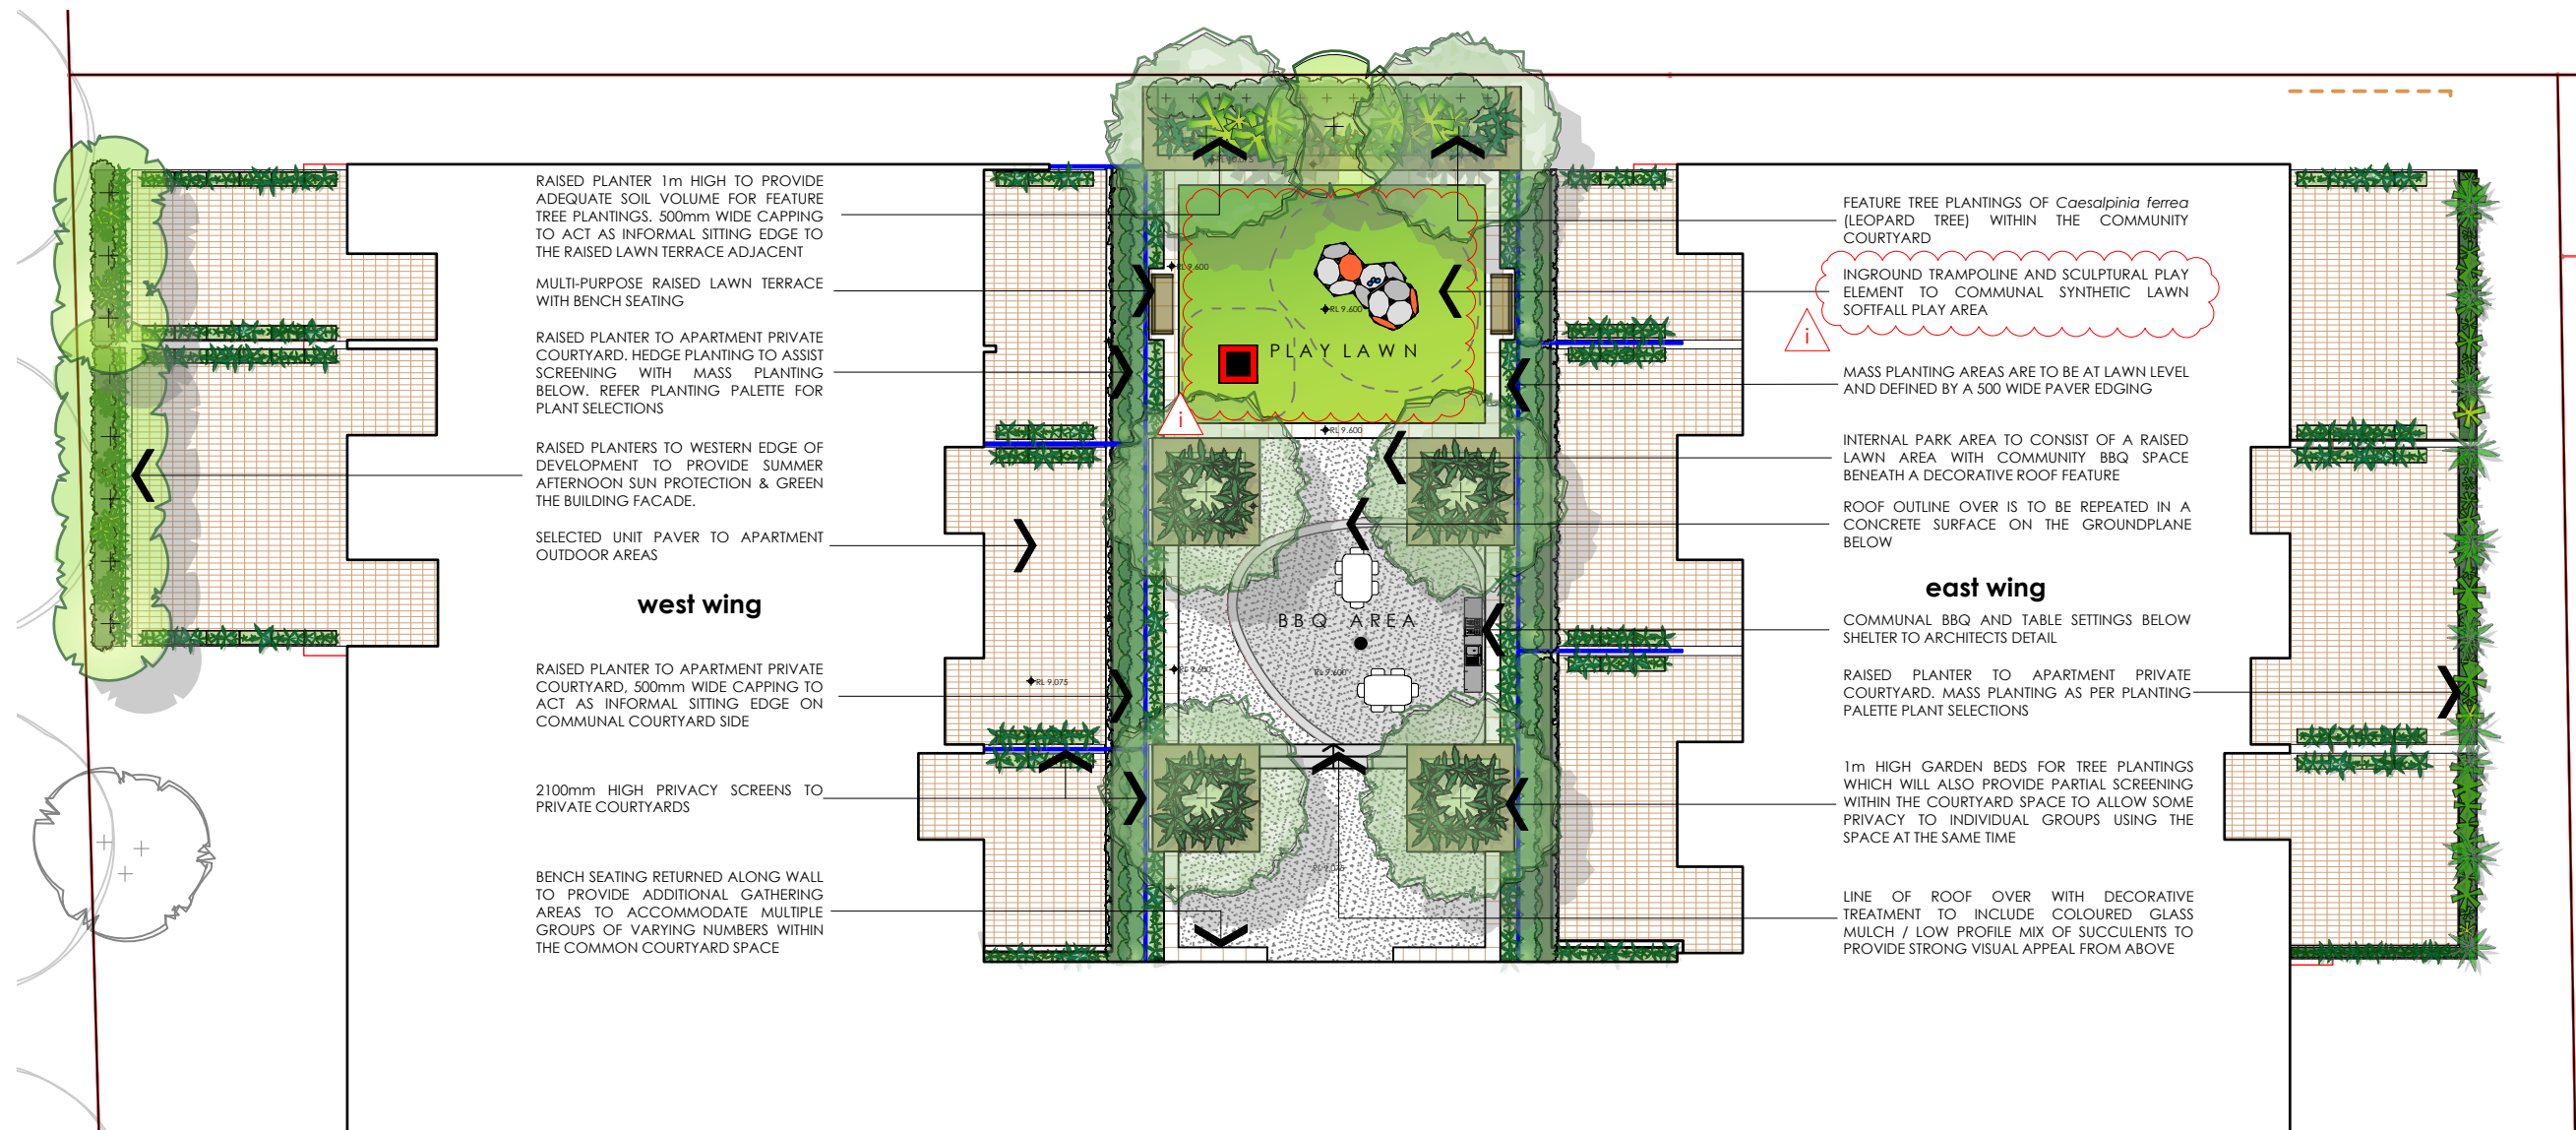 RAISED PLANTER 1m HIGH TO PROVIDE
ADEQUATE SOIL VOLUME FOR FEATURE
TREE PLANTINGS. 500mm WIDE CAPPING
TO ACT AS INFORMAL SITTING EDGE TO
THE RAISED LAWN TERRACE ADJACENT
MULTI-PURPOSE RAISED LAWN TERRACE
WITH BENCH SEATING
RAISED PLANTER TO APARTMENT PRIVATE
COURTYARD. HEDGE PLANTING TO ASSIST
SCREENING WITH MASS PLANTING
BELOW. REFER PLANTING PALETTE FOR
PLANT SELECTIONS
RAISED PLANTERS TO WESTERN EDGE OF
DEVELOPMENT TO PROVIDE SUMMER
AFTERNOON SUN PROTECTION & GREEN
THE BUILDING FACADE.
SELECTED UNIT PAVER TO APARTMENT
OUTDOOR AREAS
west wing
RAISED PLANTER TO APARTMENT PRIVATE
COURTYARD, 500mm WIDE CAPPING TO
ACT AS INFORMAL SITTING EDGE ON
COMMUNAL COURTYARD SIDE
2100mm HIGH PRIVACY SCREENS TO
PRIVATE COURTYARDS
BENCH SEATING RETURNED ALONG WALL
TO PROVIDE ADDITIONAL GATHERING
AREAS TO ACCOMMODATE MULTIPLE
GROUPS OF VARYING NUMBERS WITHIN
THE COMMON COURTYARD SPACE
RL 9.075
RL 9.600
RL 9.600
PLAY LAWN
i
RL 9.600
BBQ AREA
RL 9.600
RL 9.600
FEATURE TREE PLANTINGS OF Caesalpinia ferrea
(LEOPARD TREE) WITHIN THE COMMUNITY
COURTYARD
INGROUND TRAMPOLINE AND SCULPTURAL PLAY
ELEMENT TO COMMUNAL SYNTHETIC LAWN
SOFTFALL PLAY AREA
i
MASS PLANTING AREAS ARE TO BE AT LAWN LEVEL
AND DEFINED BY A 500 WIDE PAVER EDGING
INTERNAL PARK AREA TO CONSIST OF A RAISED
LAWN AREA WITH COMMUNITY BBQ SPACE
BENEATH A DECORATIVE ROOF FEATURE
ROOF OUTLINE OVER IS TO BE REPEATED IN A
CONCRETE SURFACE ON THE GROUNDPLANE
BELOW
east wing
COMMUNAL BBQ AND TABLE SETTINGS BELOW
SHELTER TO ARCHITECTS DETAIL
RAISED PLANTER TO APARTMENT PRIVATE
COURTYARD. MASS PLANTING AS PER PLANTING
PALETTE PLANT SELECTIONS
1m HIGH GARDEN BEDS FOR TREE PLANTINGS
WHICH WILL ALSO PROVIDE PARTIAL SCREENING
WITHIN THE COURTYARD SPACE TO ALLOW SOME
PRIVACY TO INDIVIDUAL GROUPS USING THE
SPACE AT THE SAME TIME
LINE OF ROOF OVER WITH DECORATIVE
TREATMENT TO INCLUDE COLOURED GLASS
MULCH / LOW PROFILE MIX OF SUCCULENTS TO
PROVIDE STRONG VISUAL APPEAL FROM ABOVE